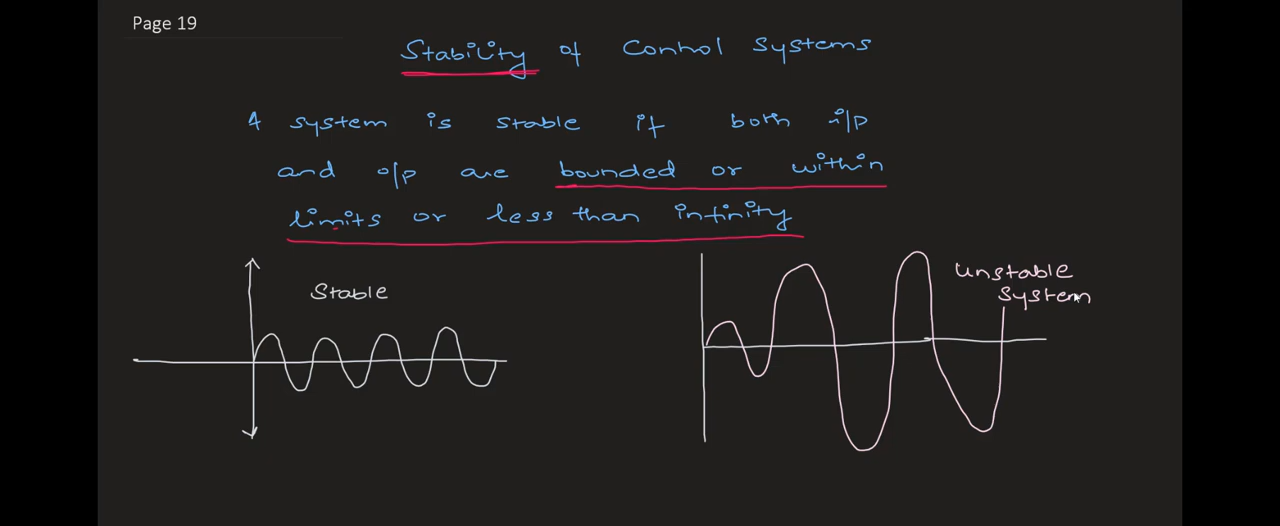 Page 19
Stability of Control Systems
A system is stable if both i/p
and o/p are bounded or within
limits or less than infinity
Stable
Unstable
System